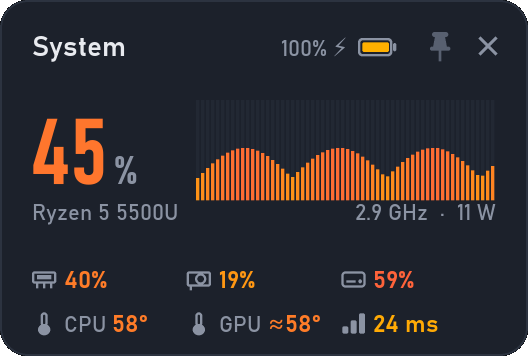 System 100%
45 %
Ryzen 5 5500U 2.9 GHz · 11 W
40% 19% 59%
CPU 58° GPU ≈58° 24 ms